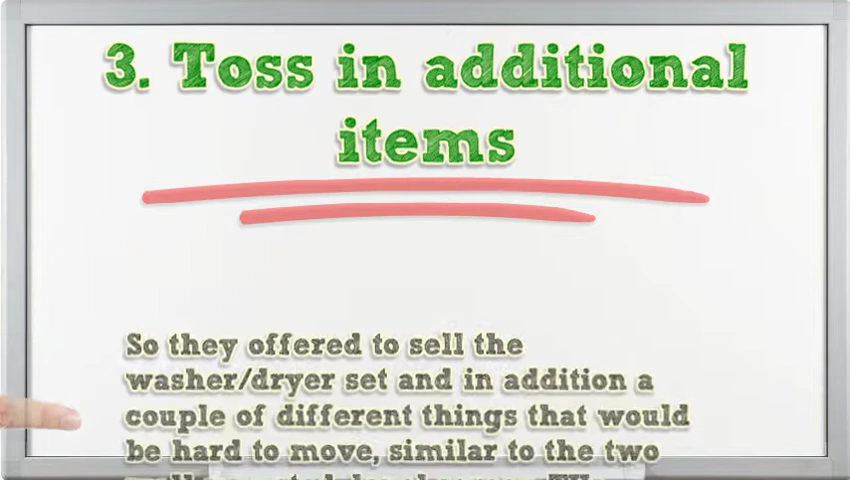 3. Toss in additional
items
So they offered to sell the
washer/dryer set and in addition a
couple of different things that would
be hard to move, similar to the two